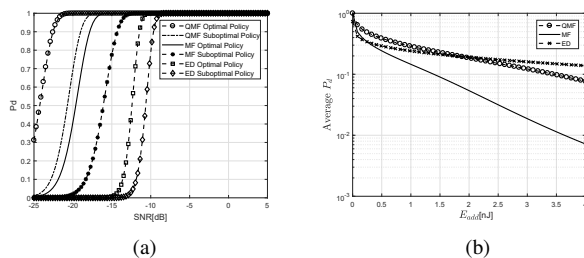 1
0.9
0.8
0.7
0.6
0.5
0.4
0.3
0.2
0.1
0
Pd
QMF Optimal Policy
QMF Suboptimal Policy
MF Optimal Policy
MF Suboptimal Policy
ED Optimal Policy
ED Suboptimal Policy
-25 -20 -15 -10 -5 0 5
SNR[dB]
(a)
10^0
10^-1
10^-2
10^-3
Average P_d
QMF
MF
ED
0 0.5 1 1.5 2 2.5 3 3.5 4
E_add[nJ]
(b)